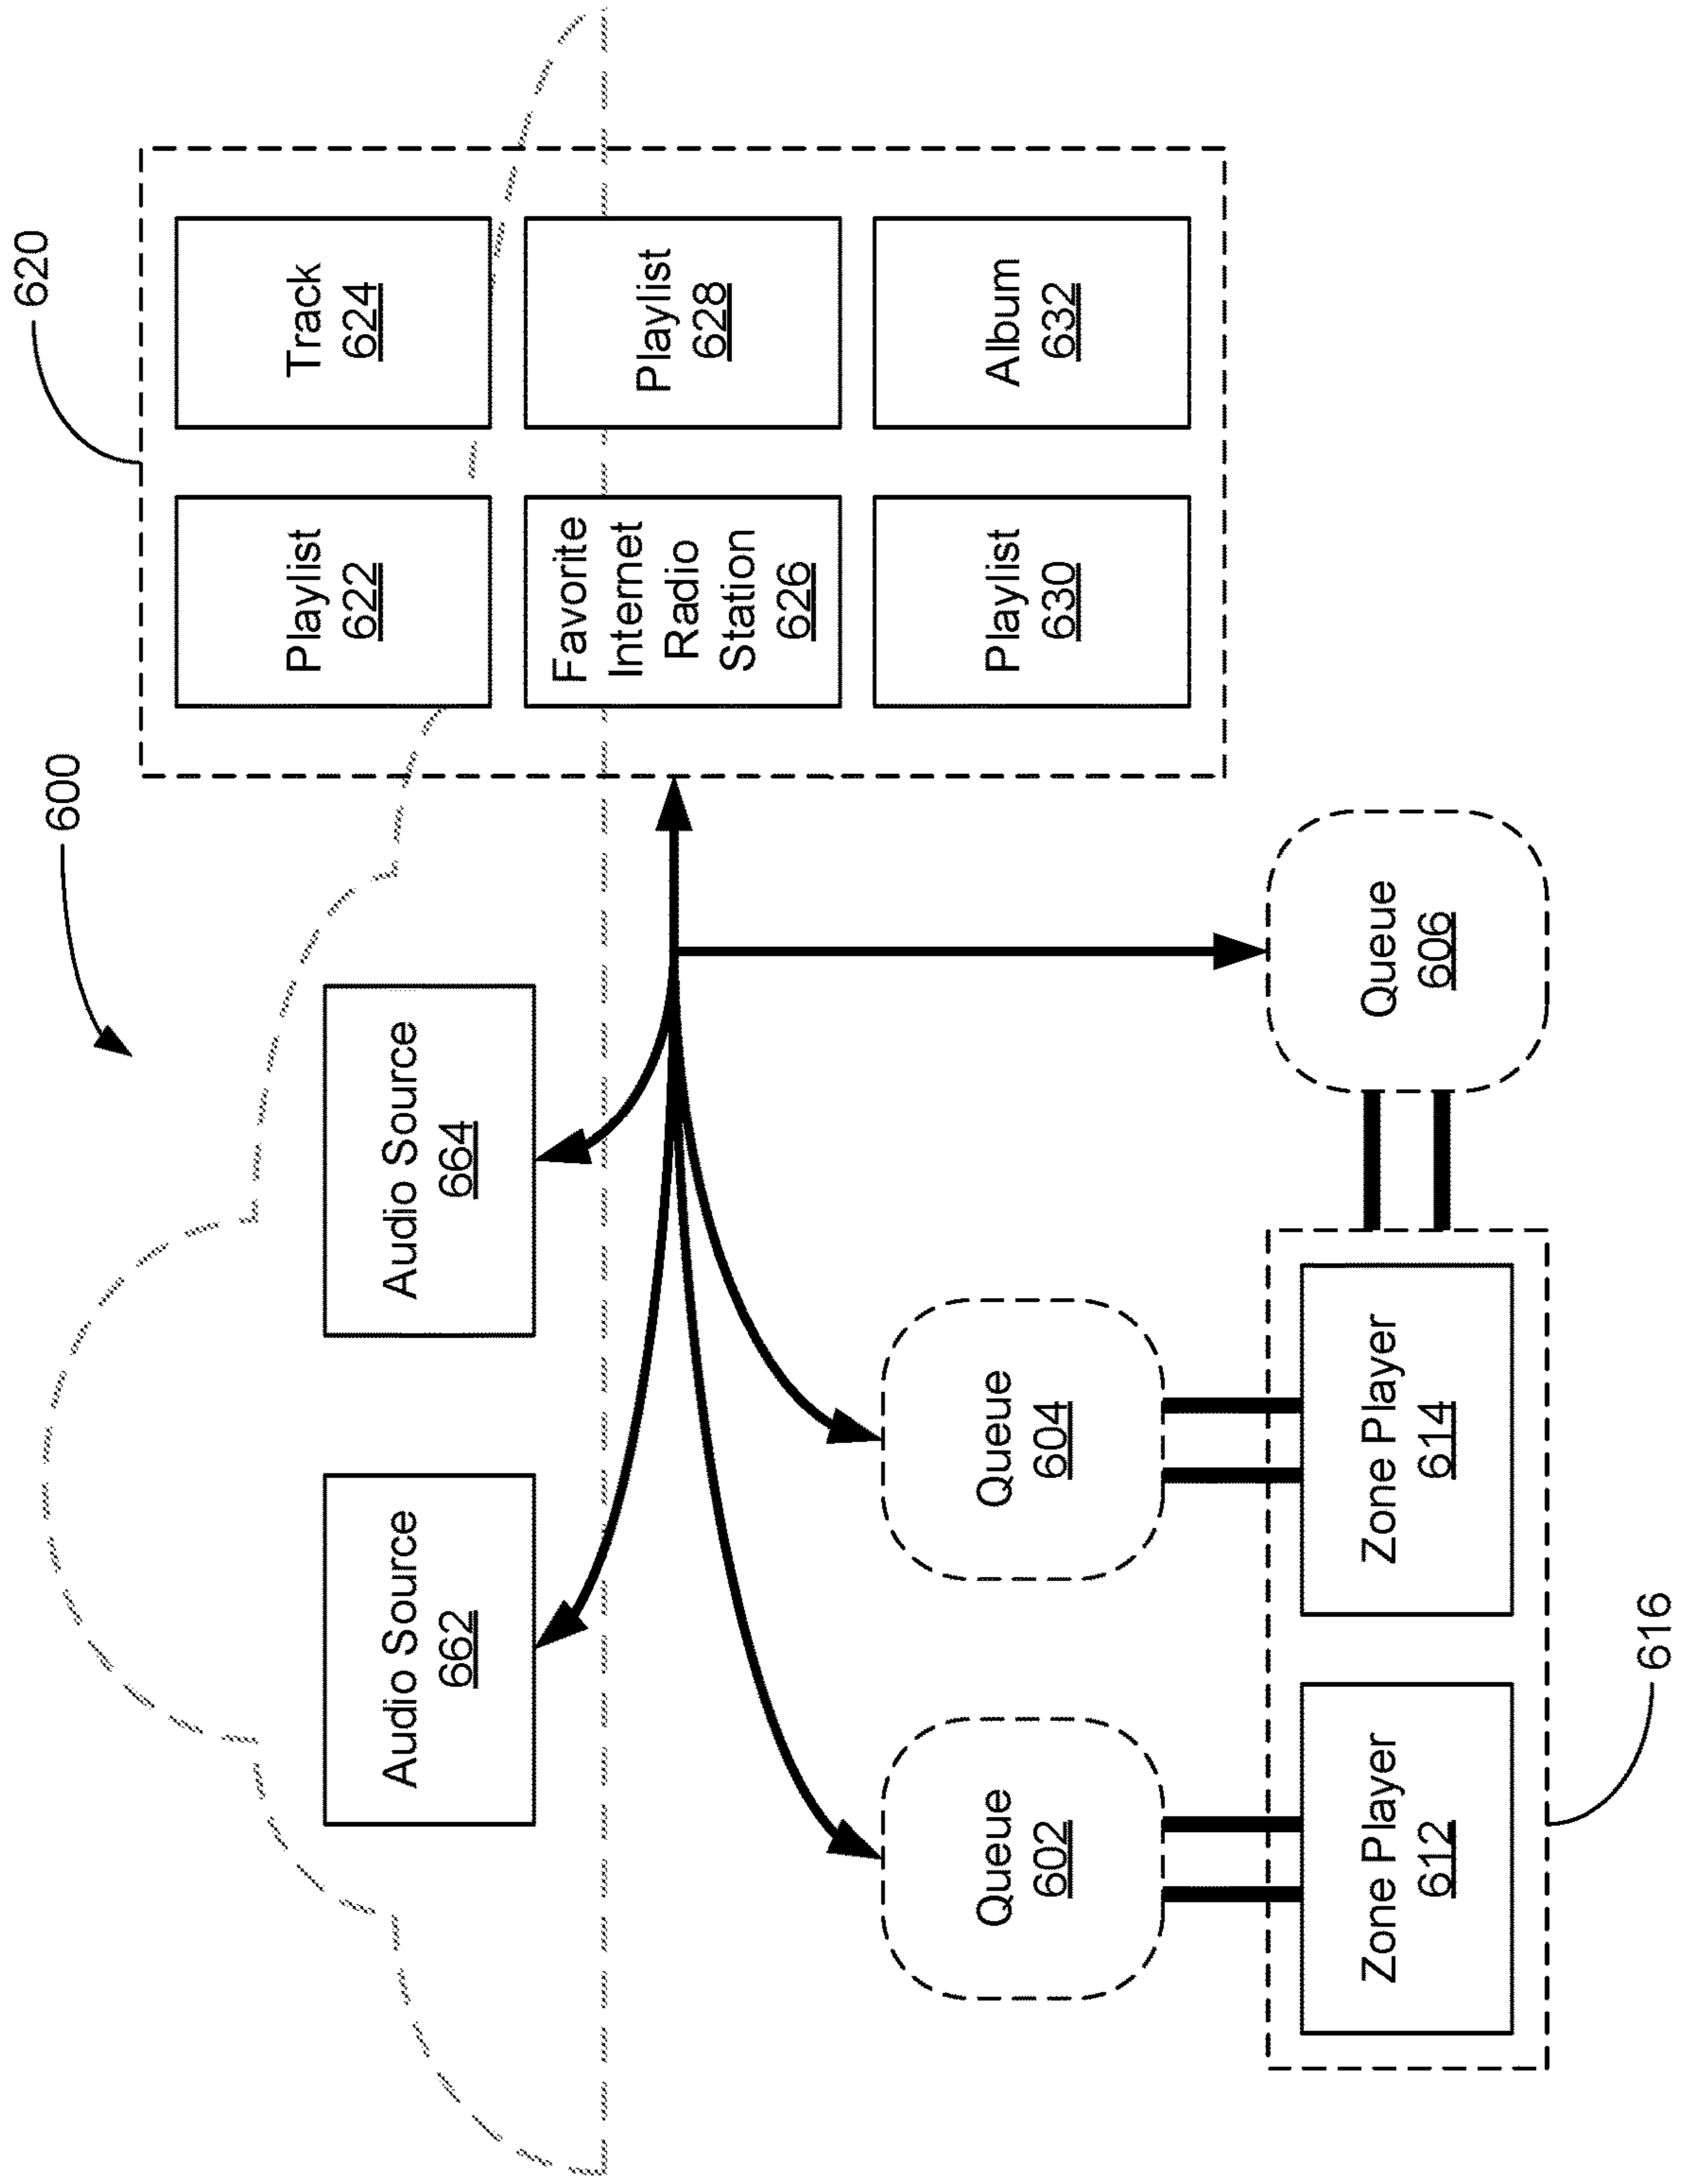 600
620
Audio Source
662
Audio Source
664
Playlist
622
Track
624
Favorite
Internet
Radio
Station
626
Playlist
628
Playlist
630
Album
632
Queue
602
Queue
604
Queue
606
Zone Player
612
Zone Player
614
616